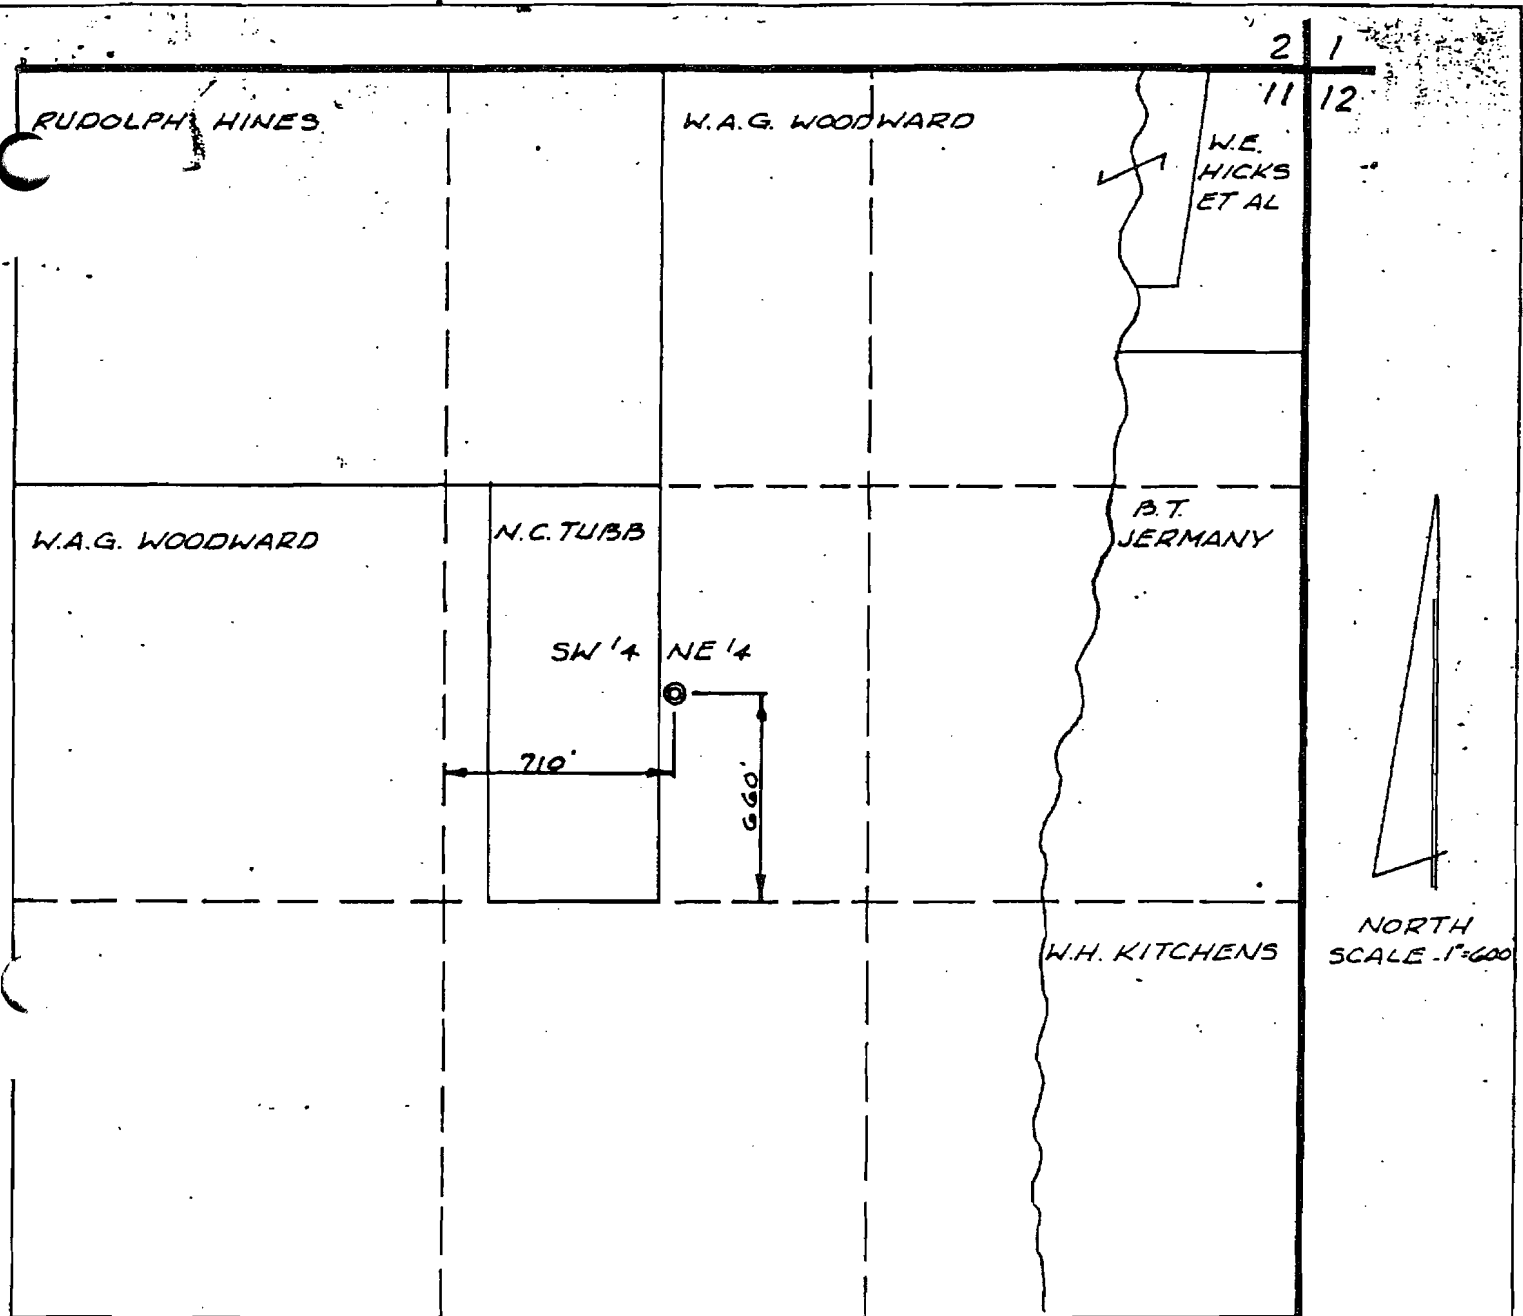 2 1
11 12
RUDOLPH HINES
W.A.G. WOODWARD
W.E.
HICKS
ET AL
W.A.G. WOODWARD
N.C. TUBB
B.T.
JERMANY
SW 1/4 NE 1/4
710'
660'
W.H. KITCHENS
NORTH
SCALE - 1"=600